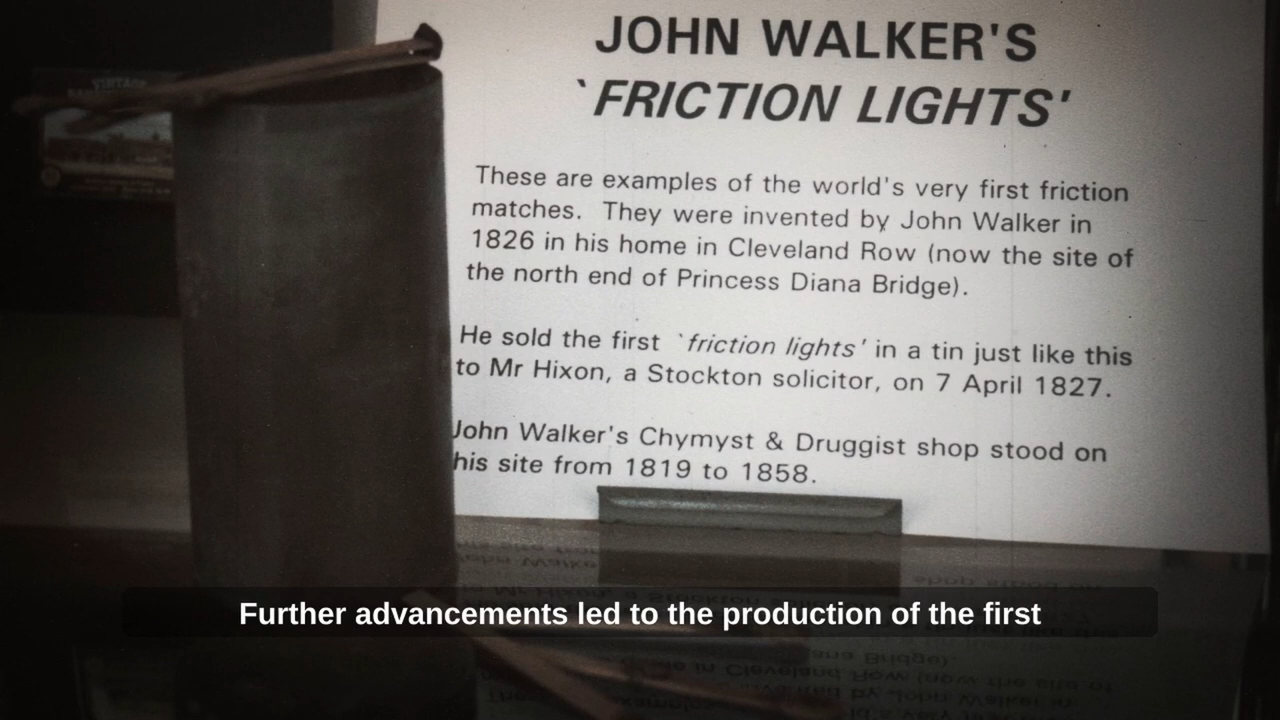 JOHN WALKER'S
`FRICTION LIGHTS'
These are examples of the world's very first friction
matches. They were invented by John Walker in
1826 in his home in Cleveland Row (now the site of
the north end of Princess Diana Bridge).
He sold the first `friction lights' in a tin just like this
to Mr Hixon, a Stockton solicitor, on 7 April 1827.
John Walker's Chymyst & Druggist shop stood on
his site from 1819 to 1858.
VINTAGE
Further advancements led to the production of the first